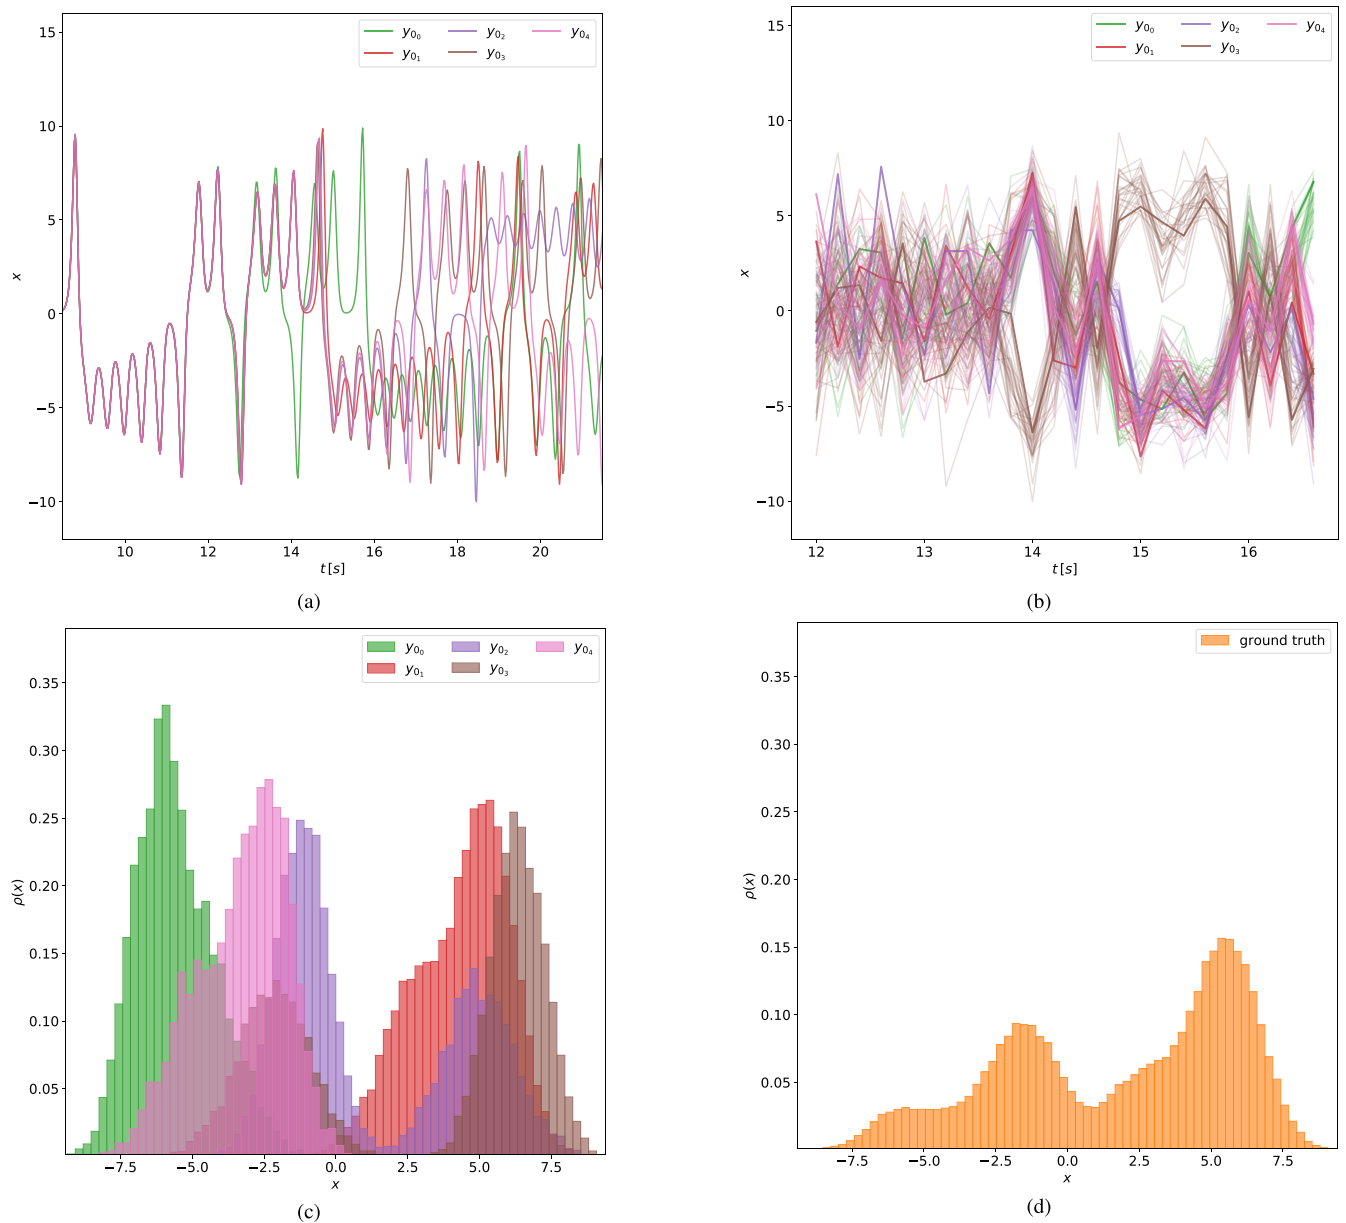 15
10
5
0
−5
−10
x
10 12 14 16 18 20
t [s]
y₀₀ y₀₂ y₀₄
y₀₁ y₀₃
(a)
15
10
5
0
−5
−10
x
12 13 14 15 16
t [s]
y₀₀ y₀₂ y₀₄
y₀₁ y₀₃
(b)
0.35
0.30
0.25
0.20
0.15
0.10
0.05
ρ(x)
−7.5 −5.0 −2.5 0.0 2.5 5.0 7.5
x
y₀₀ y₀₂ y₀₄
y₀₁ y₀₃
(c)
0.35
0.30
0.25
0.20
0.15
0.10
0.05
ρ(x)
−7.5 −5.0 −2.5 0.0 2.5 5.0 7.5
x
ground truth
(d)